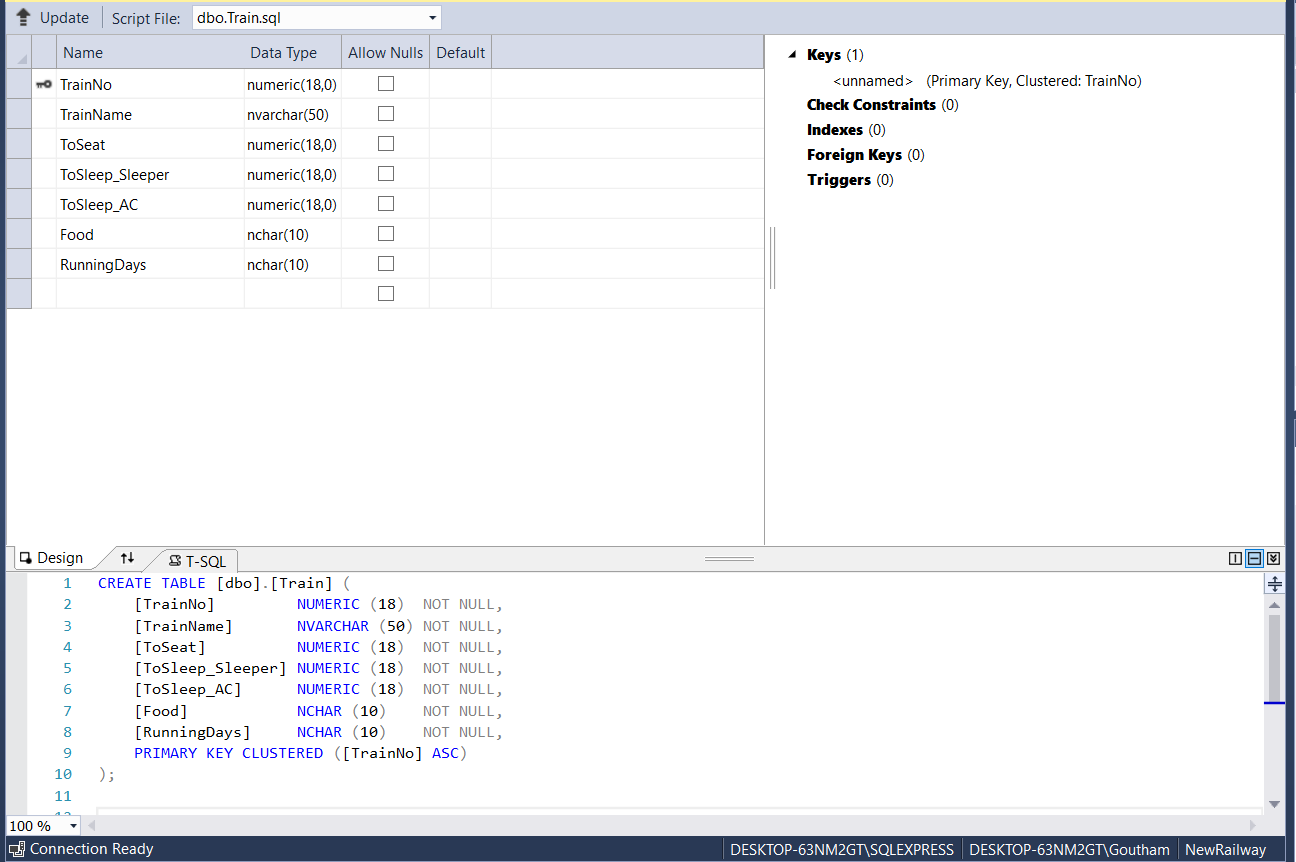 Update Script File: dbo.Train.sql
Name Data Type Allow Nulls Default
TrainNo numeric(18,0)
TrainName nvarchar(50)
ToSeat numeric(18,0)
ToSleep_Sleeper numeric(18,0)
ToSleep_AC numeric(18,0)
Food nchar(10)
RunningDays nchar(10)
Keys (1)
<unnamed> (Primary Key, Clustered: TrainNo)
Check Constraints (0)
Indexes (0)
Foreign Keys (0)
Triggers (0)
Design T-SQL
1 CREATE TABLE [dbo].[Train] (
2 [TrainNo] NUMERIC (18) NOT NULL,
3 [TrainName] NVARCHAR (50) NOT NULL,
4 [ToSeat] NUMERIC (18) NOT NULL,
5 [ToSleep_Sleeper] NUMERIC (18) NOT NULL,
6 [ToSleep_AC] NUMERIC (18) NOT NULL,
7 [Food] NCHAR (10) NOT NULL,
8 [RunningDays] NCHAR (10) NOT NULL,
9 PRIMARY KEY CLUSTERED ([TrainNo] ASC)
10 );
11
12
100 %
Connection Ready DESKTOP-63NM2GT\SQLEXPRESS DESKTOP-63NM2GT\Goutham NewRailway